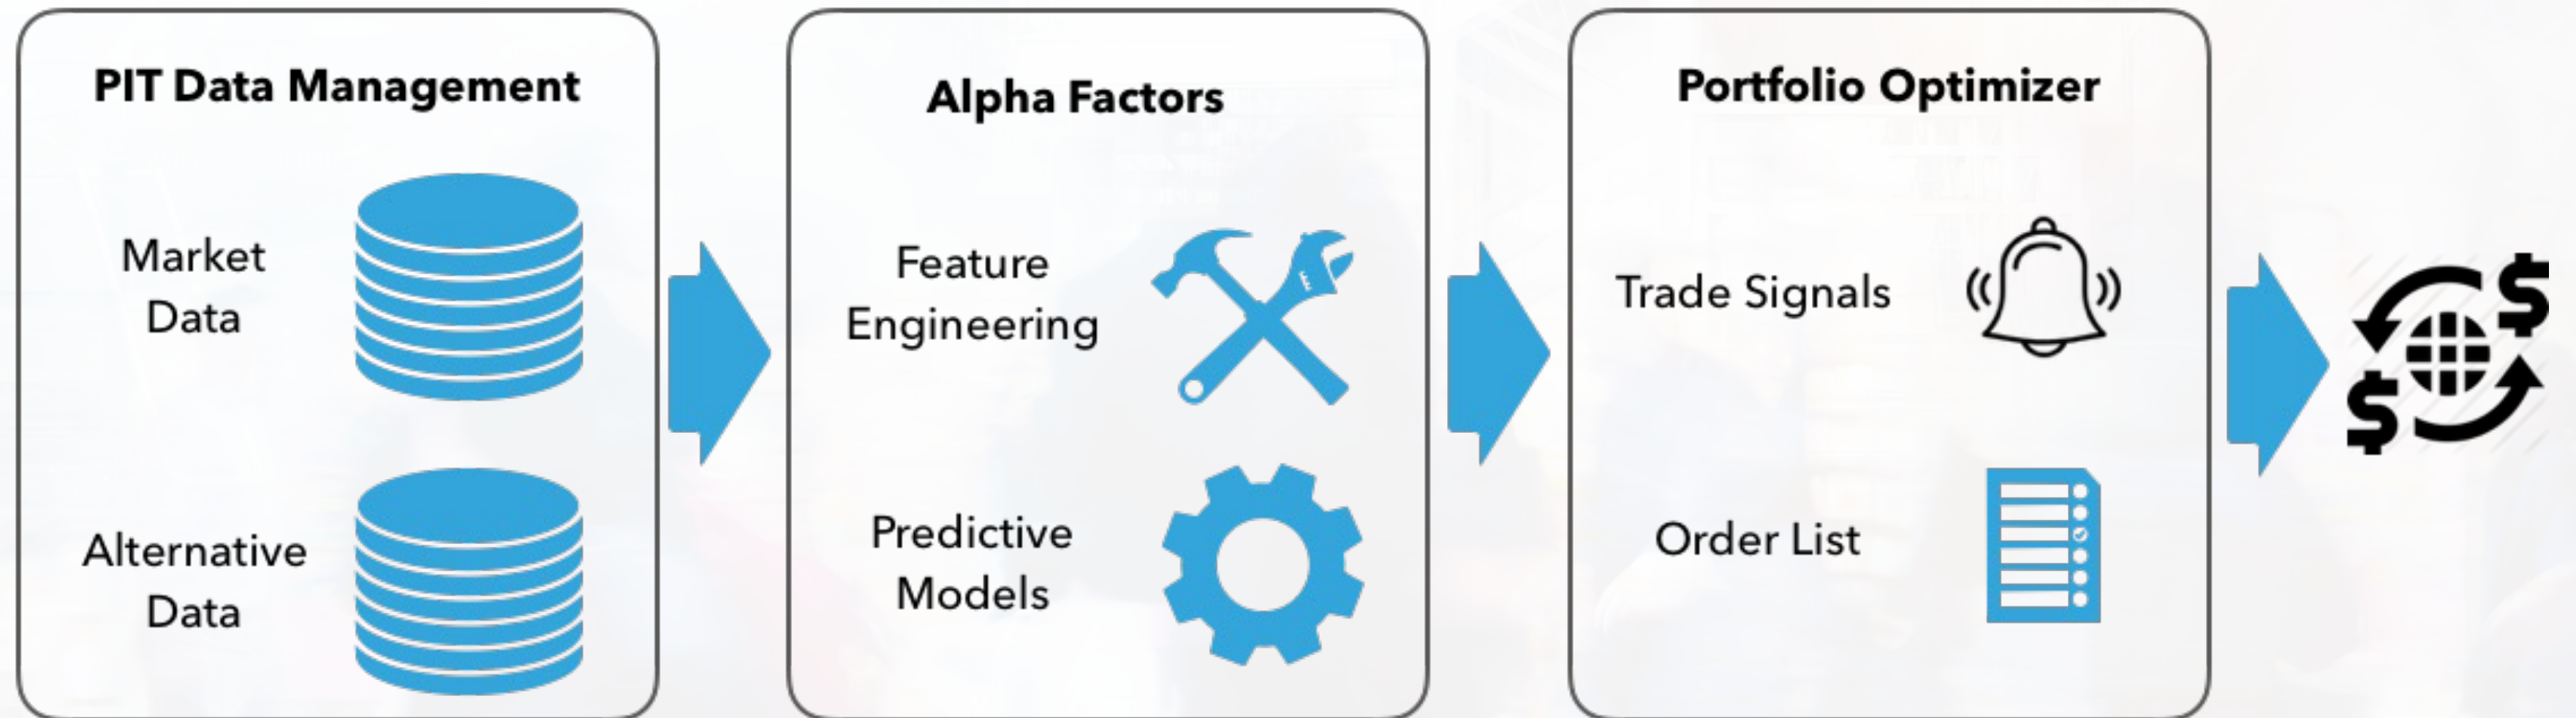 PIT Data Management
Market
Data
Alternative
Data
Alpha Factors
Feature
Engineering
Predictive
Models
Portfolio Optimizer
Trade Signals
Order List
$
$